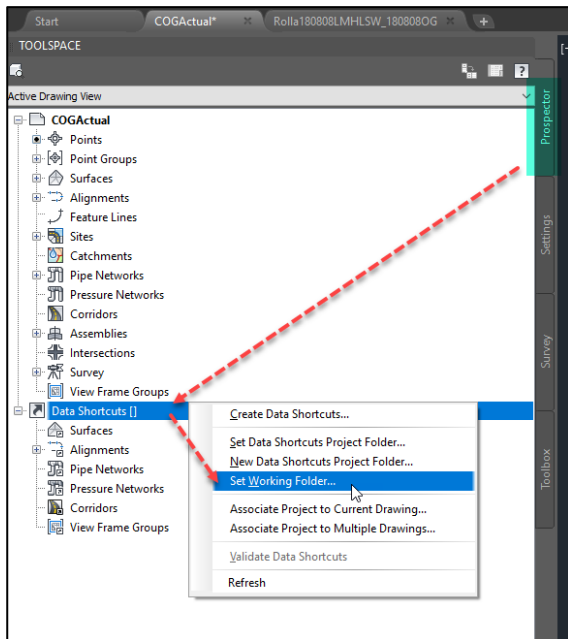 Start
COGActual*
Rolla180808LMHLSW_180808OG
TOOLSPACE
Active Drawing View
COGActual
Points
Point Groups
Surfaces
Alignments
Feature Lines
Sites
Catchments
Pipe Networks
Pressure Networks
Corridors
Assemblies
Intersections
Survey
View Frame Groups
Data Shortcuts []
Surfaces
Alignments
Pipe Networks
Pressure Networks
Corridors
View Frame Groups
Create Data Shortcuts...
Set Data Shortcuts Project Folder...
New Data Shortcuts Project Folder...
Set Working Folder...
Associate Project to Current Drawing...
Associate Project to Multiple Drawings...
Validate Data Shortcuts
Refresh
Prospector
Settings
Survey
Toolbox